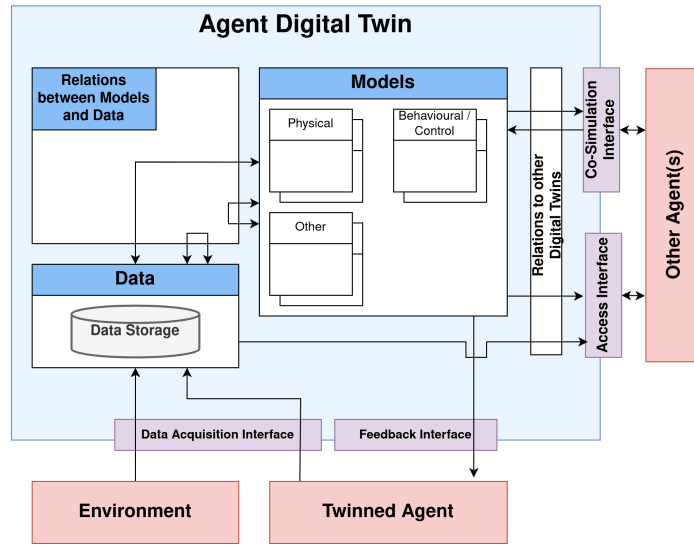 Agent Digital Twin
Relations
between Models
and Data
Models
Physical
Behavioural /
Control
Other
Data
Data Storage
Relations to other
Digital Twins
Co-Simulation
Interface
Access Interface
Other Agent(s)
Data Acquisition Interface
Feedback Interface
Environment
Twinned Agent